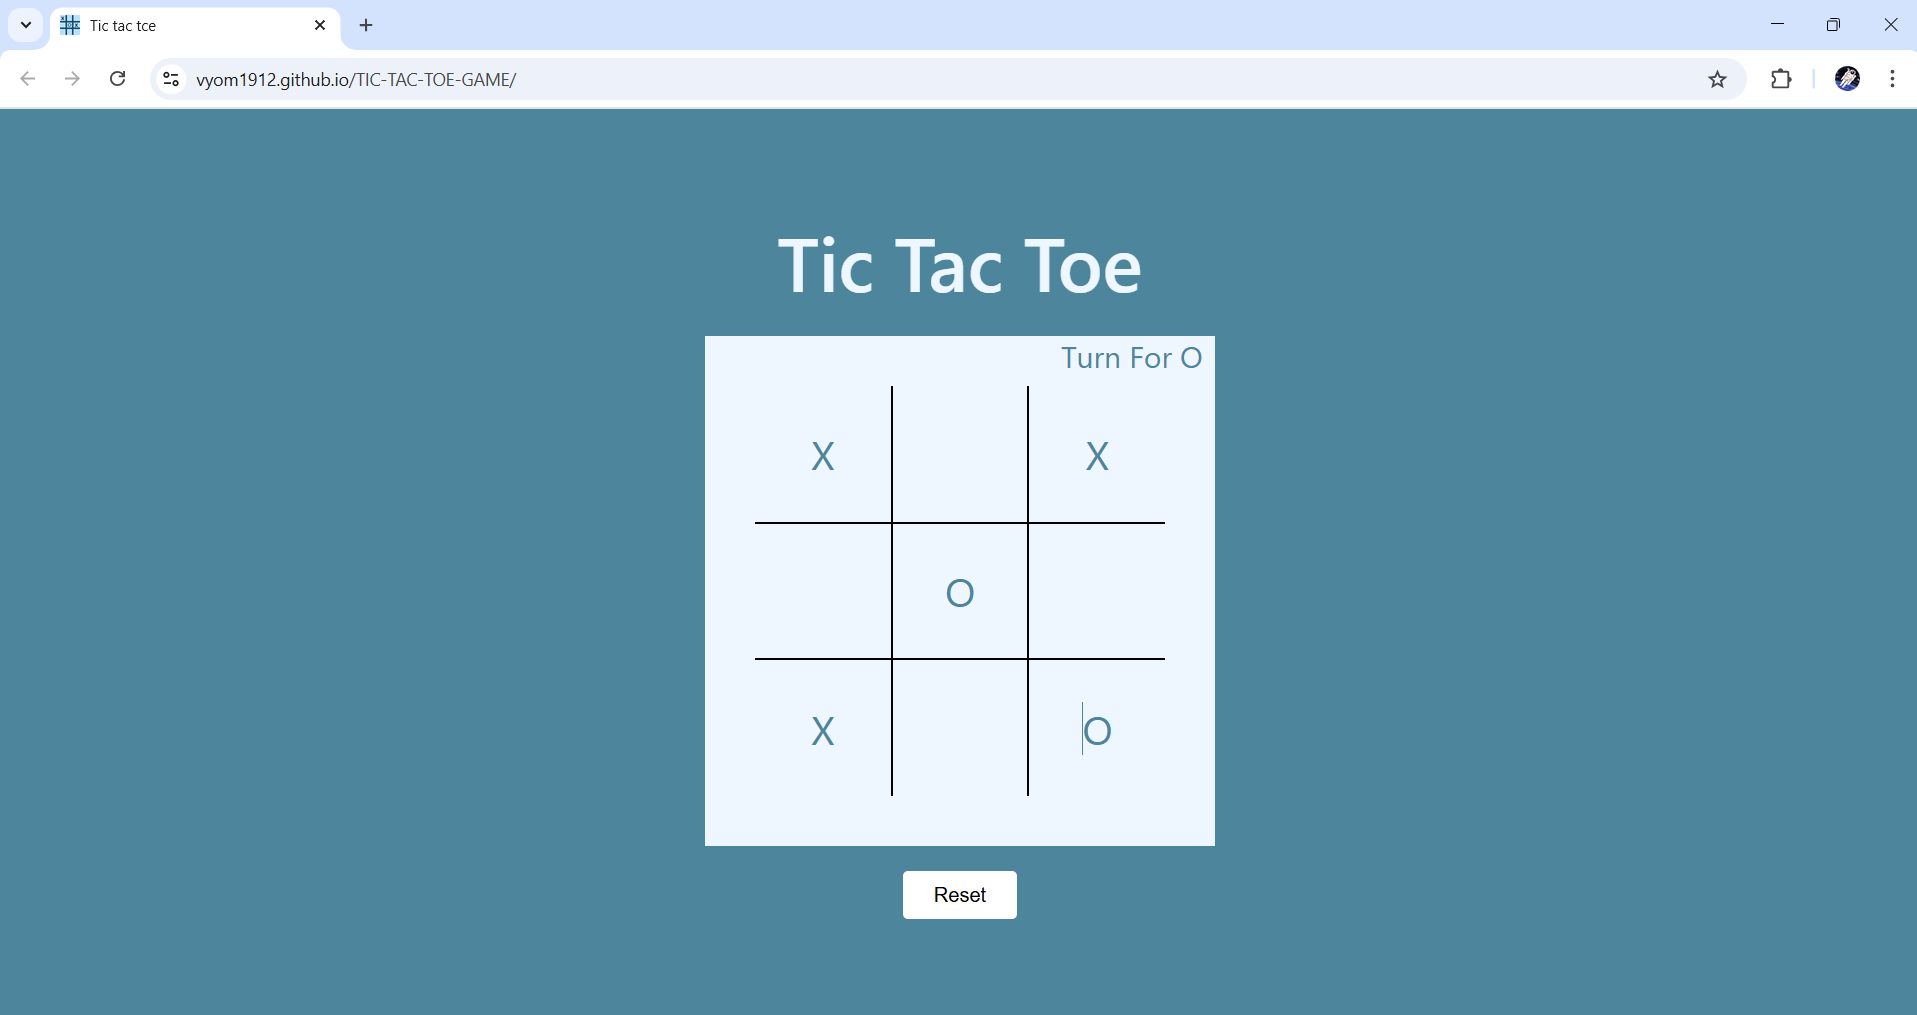 Tic tac tce
vyom1912.github.io/TIC-TAC-TOE-GAME/
Tic Tac Toe
Turn For O
X X
O
X O
Reset